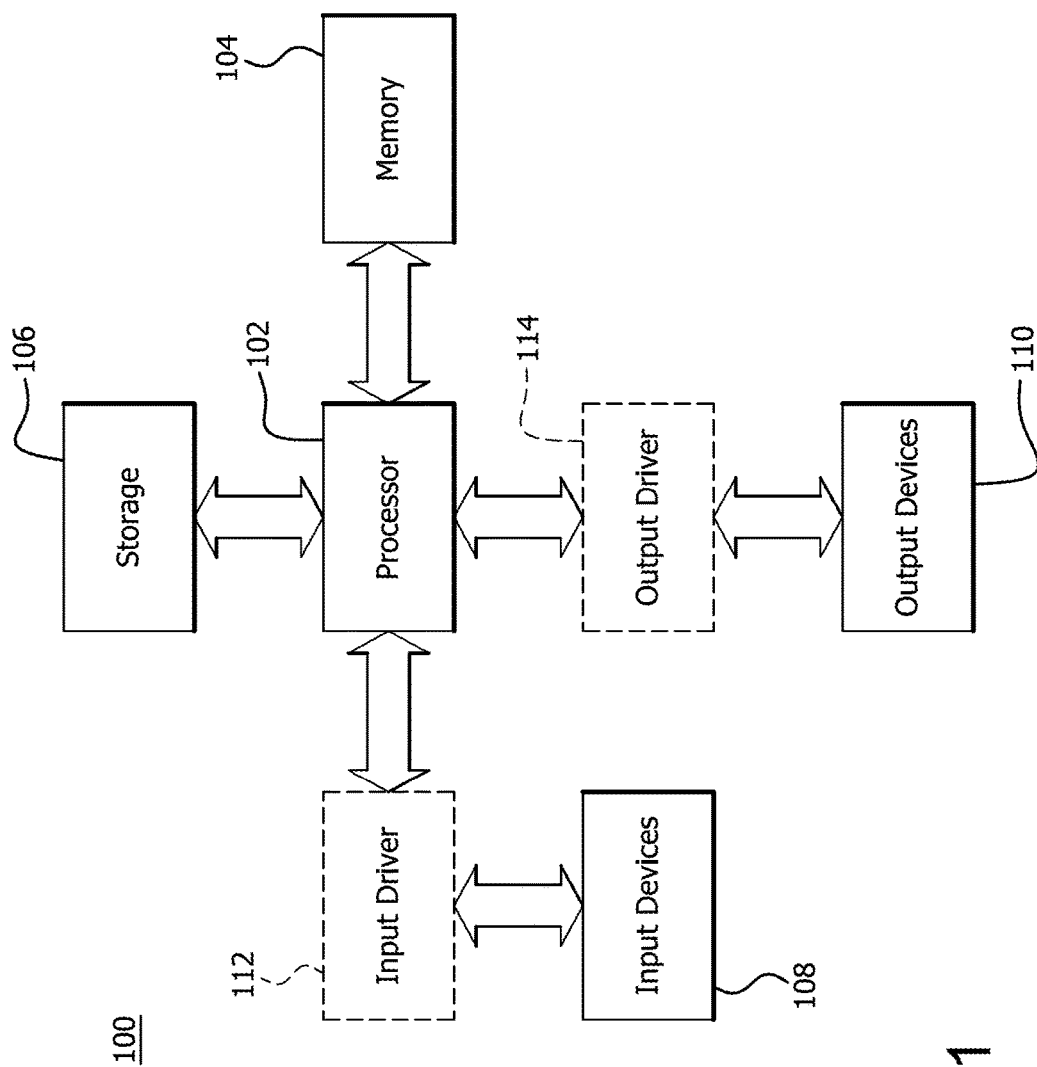 106
100
Storage
104
112
102
Input Driver
Processor
Memory
114
Input Devices
Output Driver
108
Output Devices
1
110